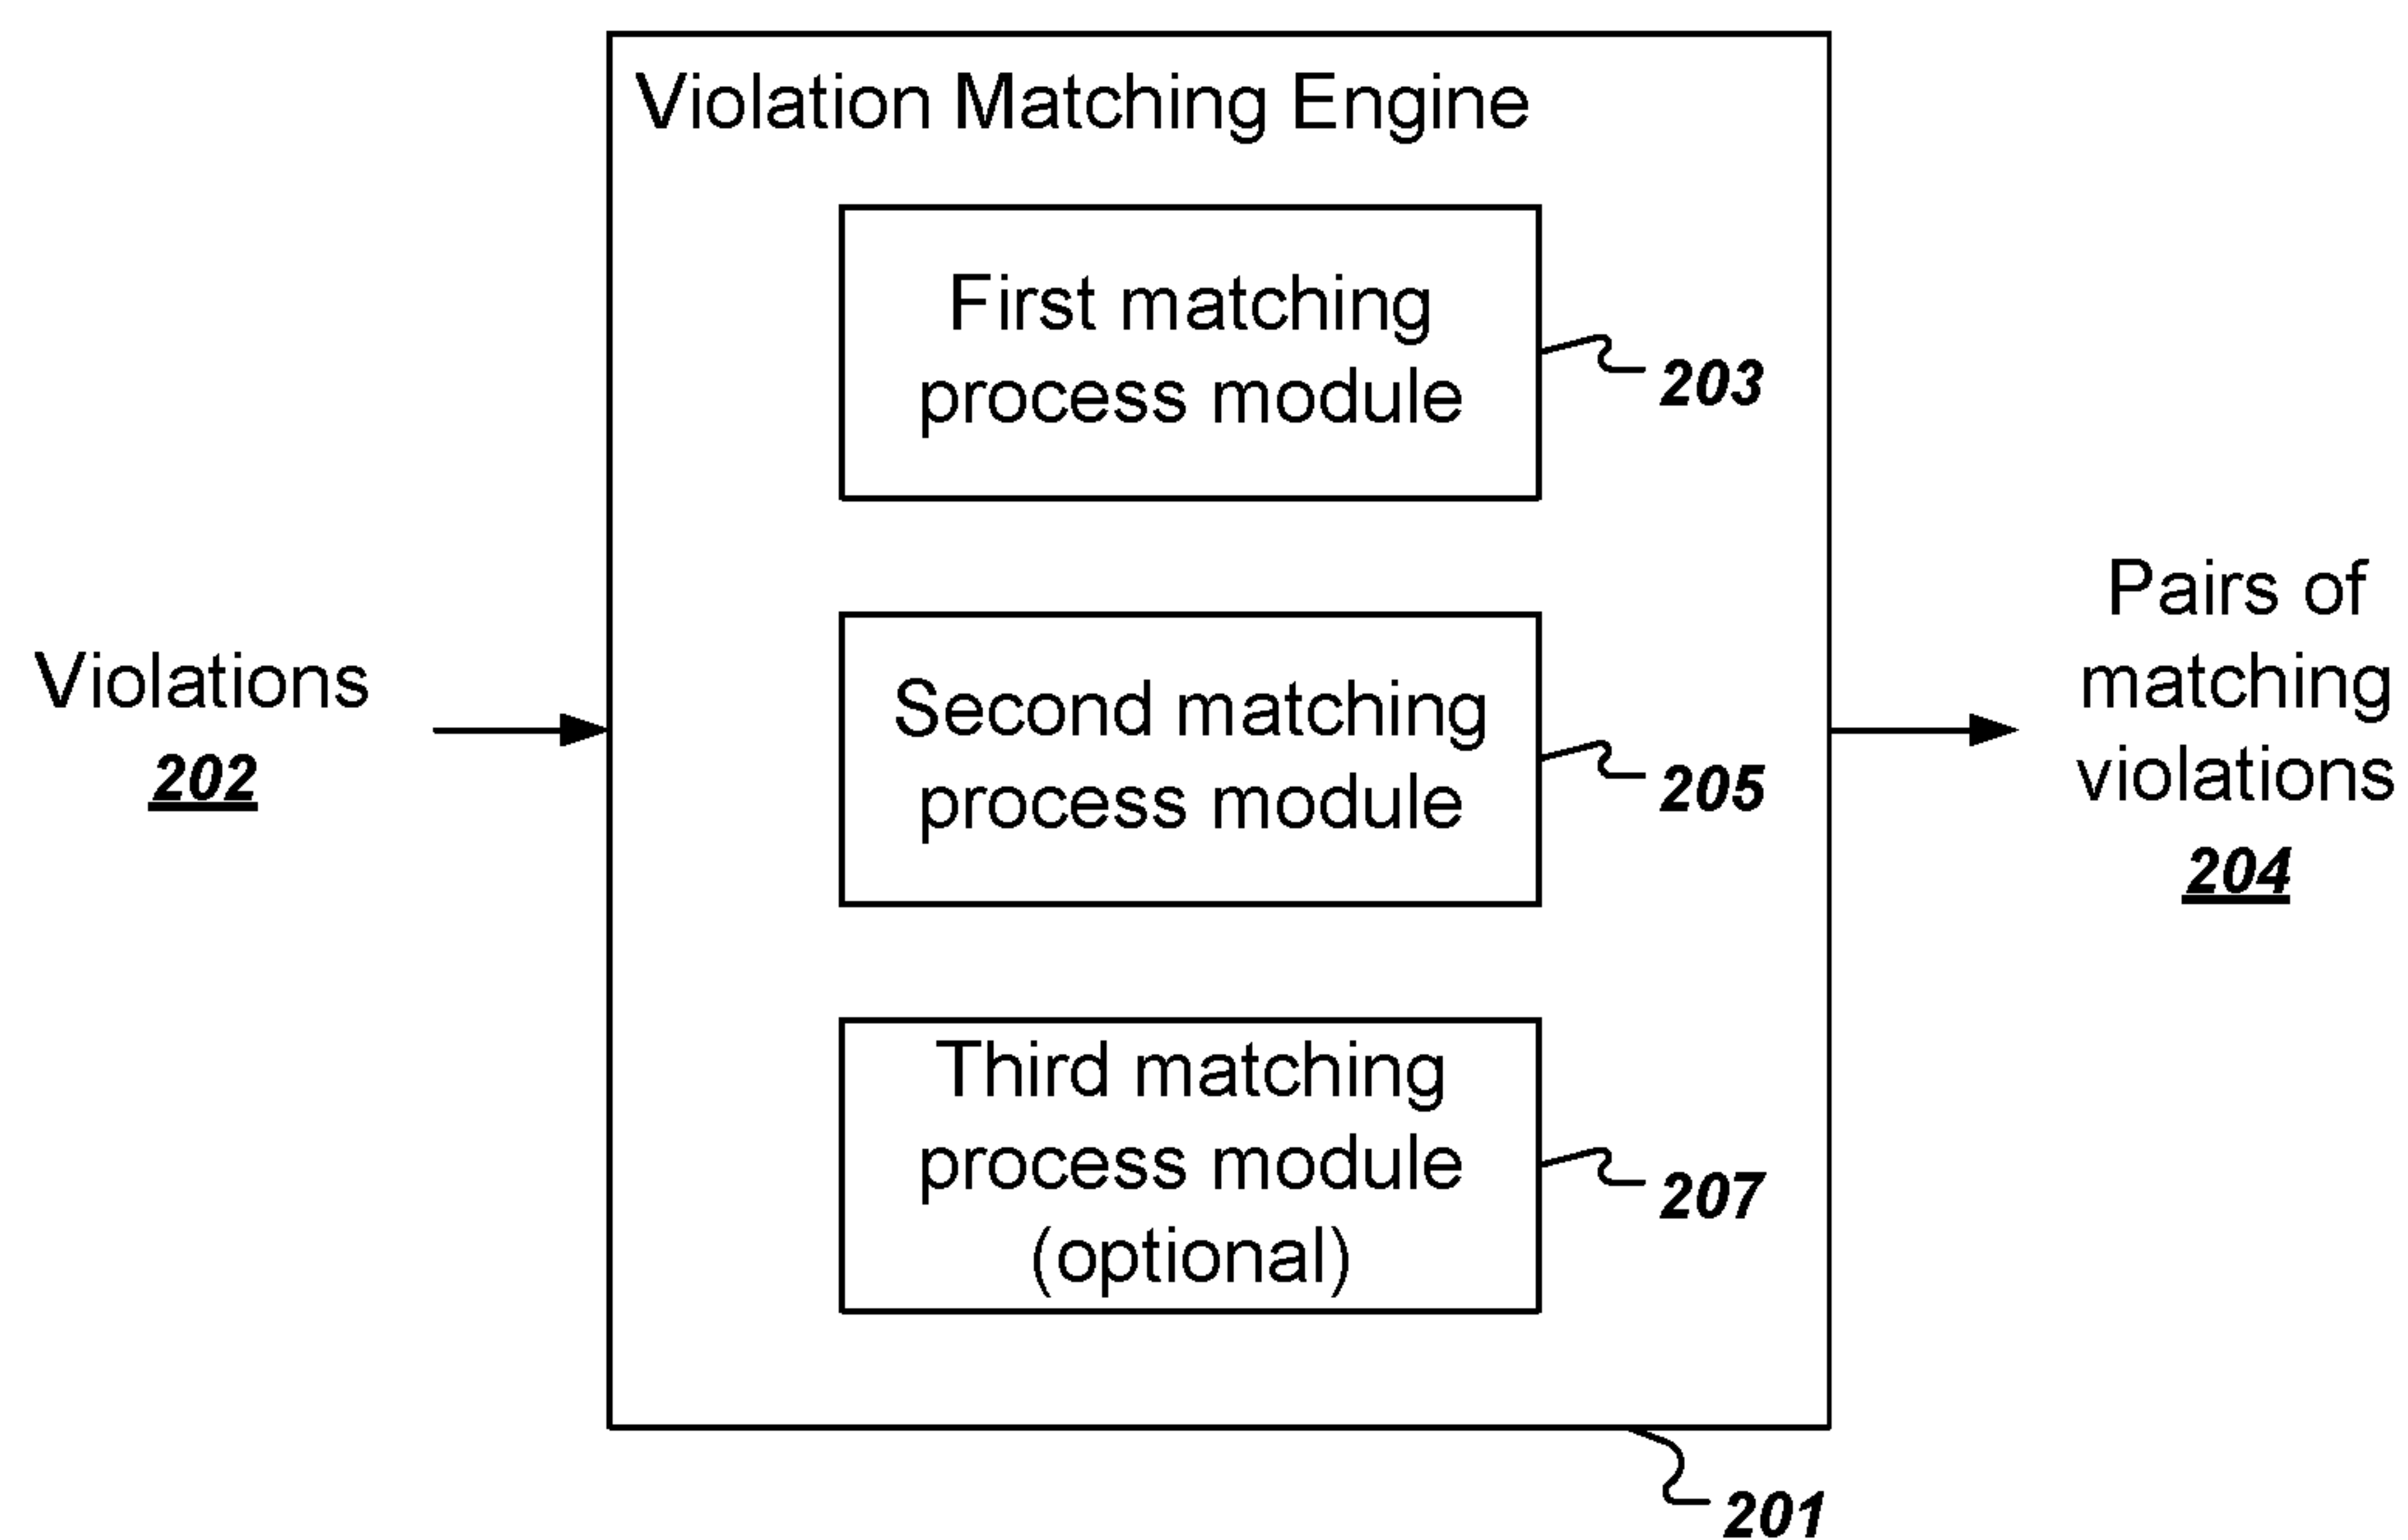 Violation Matching Engine
First matching
process module
203
Second matching
process module
205
Third matching
process module
(optional)
207
201
Violations
202
Pairs of
matching
violations
204